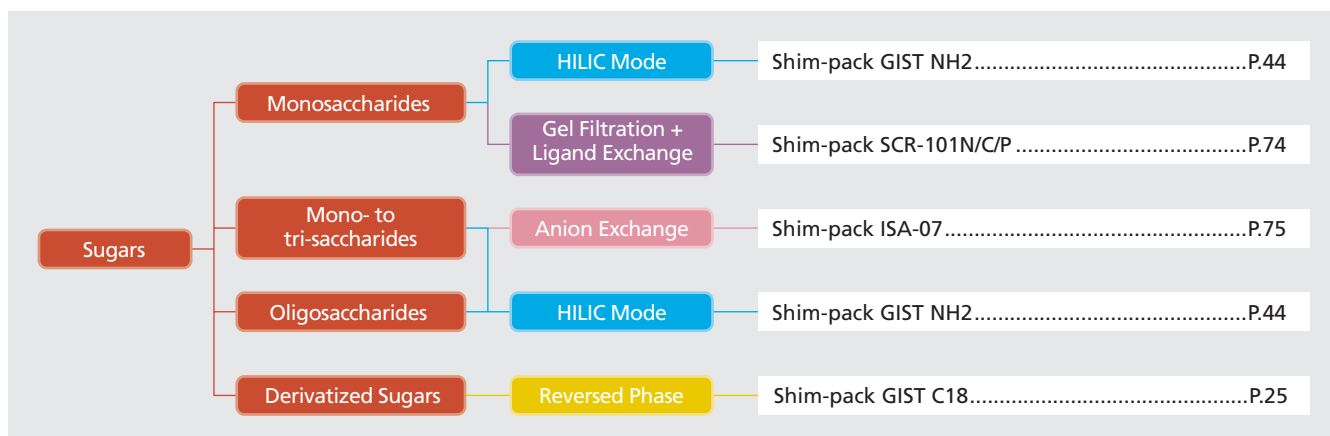 HILIC Mode
Shim-pack GIST NH2................................................P.44
Monosaccharides
Gel Filtration +
Ligand Exchange
Shim-pack SCR-101N/C/P.........................................P.74
Mono- to
tri-saccharides
Anion Exchange
Shim-pack ISA-07.....................................................P.75
Sugars
Oligosaccharides
HILIC Mode
Shim-pack GIST NH2................................................P.44
Derivatized Sugars
Reversed Phase
Shim-pack GIST C18.................................................P.25